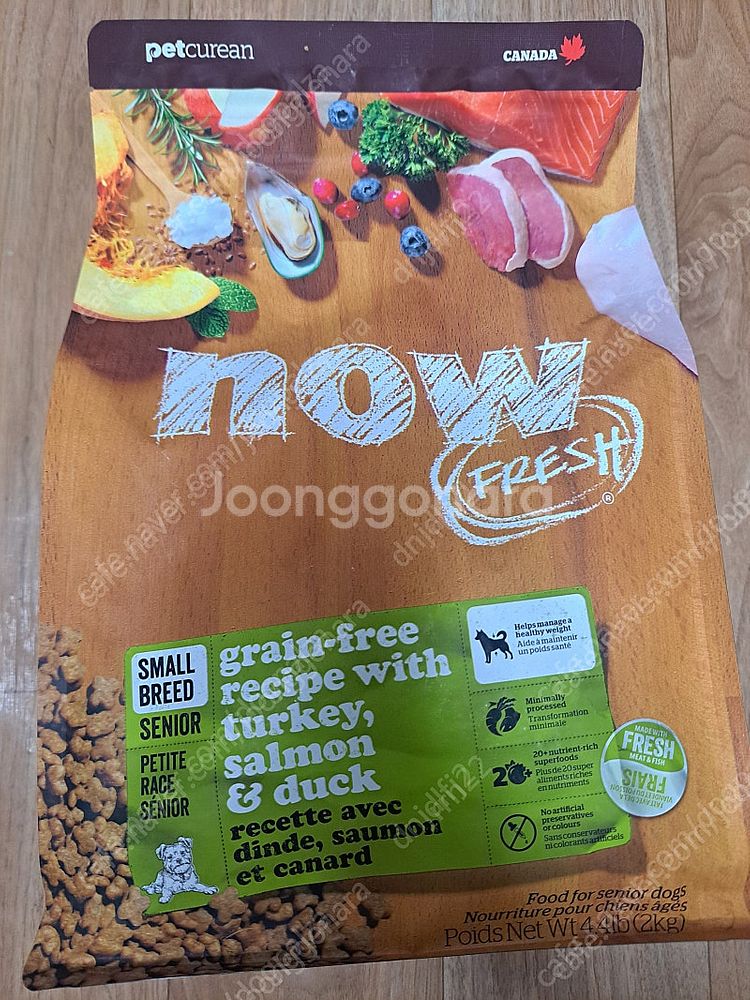 petcurean
CANADA
now
FRESH
®
Joonggonara
SMALL
BREED
SENIOR
PETITE
RACE
SÉNIOR
grain-free
recipe with
turkey,
salmon
& duck
recette avec
dinde, saumon
et canard
Helps manage a
healthy weight
Aide à maintenir
un poids santé
Minimally
processed
Transformation
minimale
20+
20+ nutrient-rich
superfoods
Plus de 20 super
aliments riches
en nutriments
No artificial
preservatives
or colours
Sans conservateurs
ni colorants artificiels
MADE WITH
FRESH
MEAT & FISH
FRAIS
Food for senior dogs
Nourriture pour chiens âgés
Poids Net Wt 4.4lb (2kg)